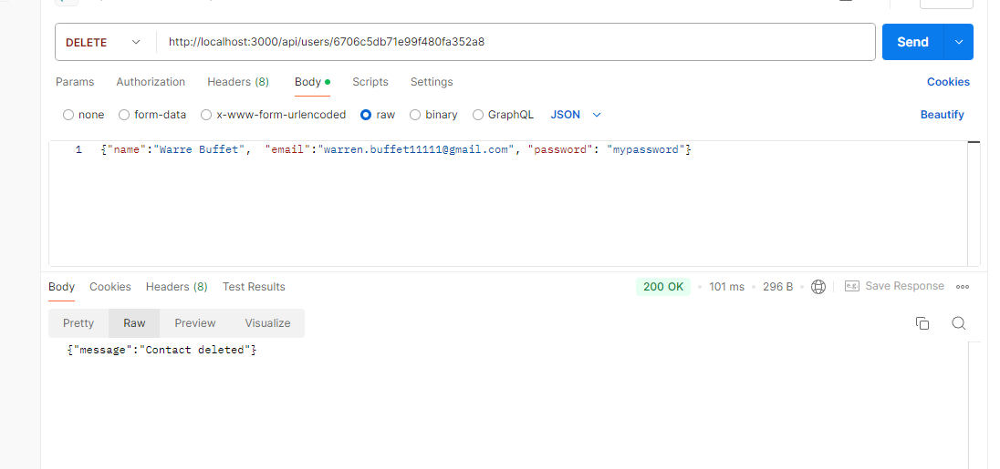 DELETE http://localhost:3000/api/users/6706c5db71e99f480fa352a8 Send
Params Authorization Headers (8) Body Scripts Settings Cookies
none form-data x-www-form-urlencoded raw binary GraphQL JSON Beautify
1 {"name":"Warre Buffet", "email":"warren.buffet11111@gmail.com", "password": "mypassword"}
Body Cookies Headers (8) Test Results 200 OK 101 ms 296 B e.g. Save Response
Pretty Raw Preview Visualize
{"message":"Contact deleted"}